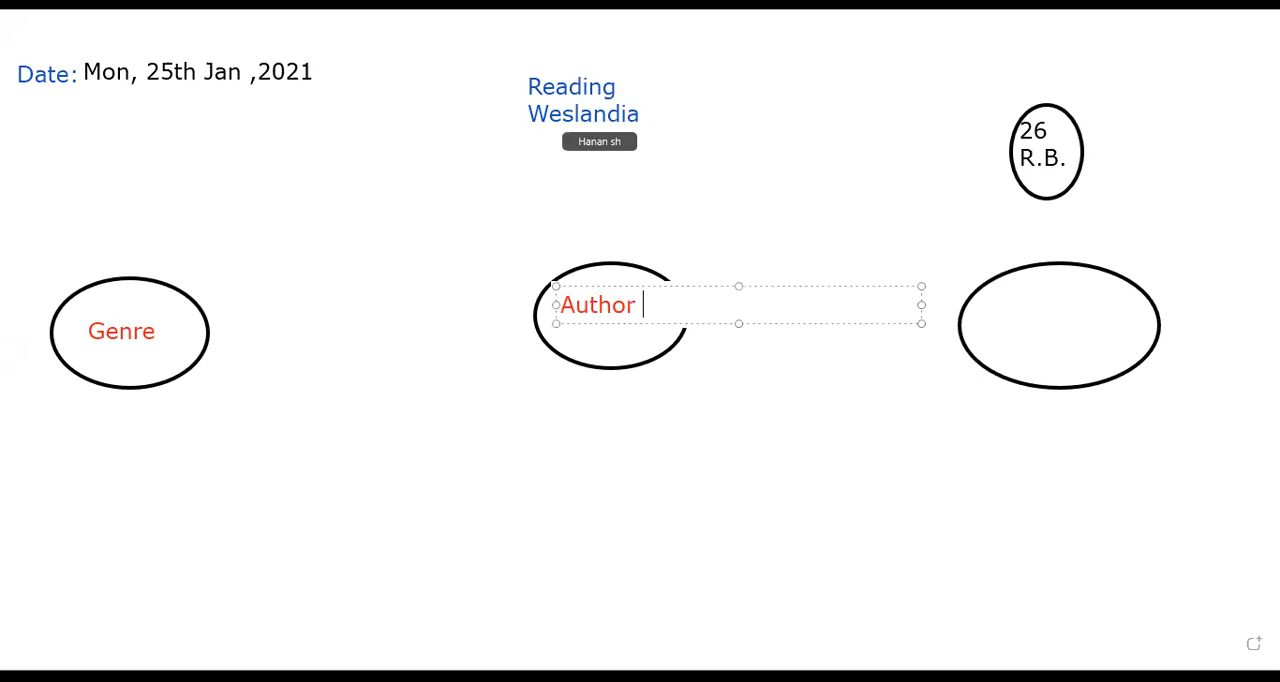 Date: Mon, 25th Jan ,2021
Reading
Weslandia
Hanan sh
26
R.B.
Genre
Author